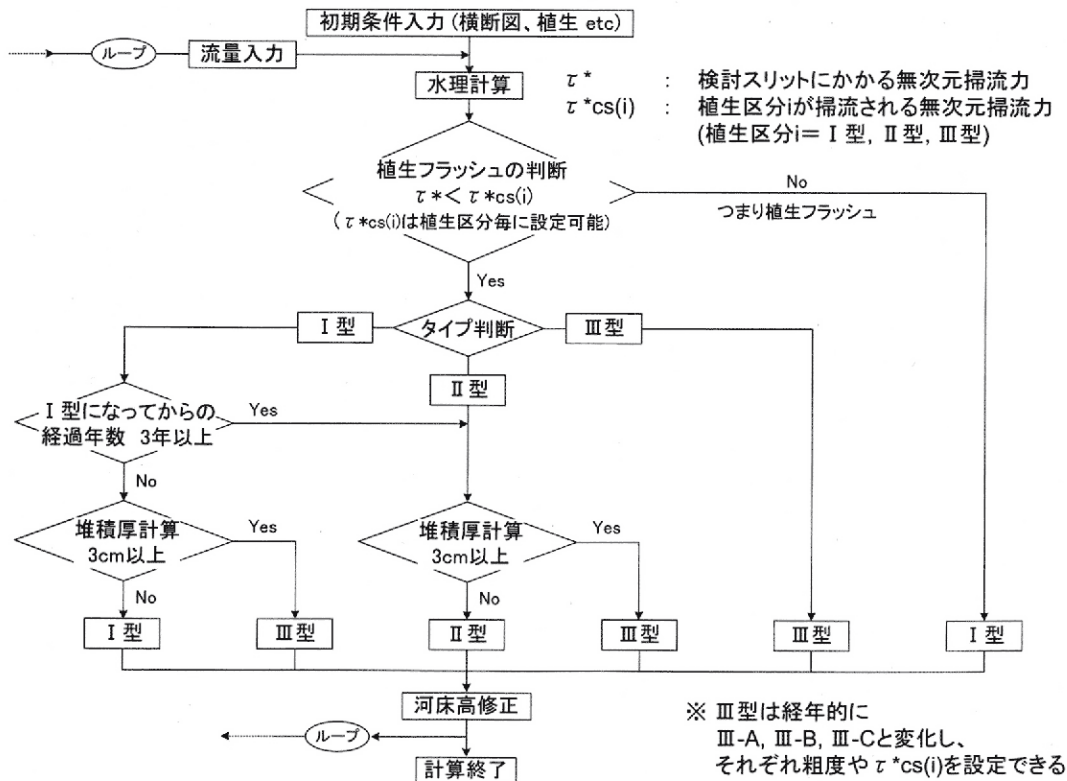 初期条件入力(横断図、植生 etc)
ループ
流量入力
水理計算
τ* : 検討スリットにかかる無次元掃流力
τ*cs(i) : 植生区分iが掃流される無次元掃流力
(植生区分i=Ⅰ型, Ⅱ型, Ⅲ型)
植生フラッシュの判断
τ*<τ*cs(i)
(τ*cs(i)は植生区分毎に設定可能)
No
つまり植生フラッシュ
Yes
Ⅰ型
タイプ判断
Ⅲ型
Ⅱ型
Ⅰ型になってからの
経過年数 3年以上
Yes
No
堆積厚計算
3cm以上
Yes
No
堆積厚計算
3cm以上
Yes
No
Ⅰ型
Ⅲ型
Ⅱ型
Ⅲ型
Ⅲ型
Ⅰ型
河床高修正
ループ
計算終了
※ Ⅲ型は経年的に
Ⅲ-A, Ⅲ-B, Ⅲ-Cと変化し、
それぞれ粗度やτ*cs(i)を設定できる